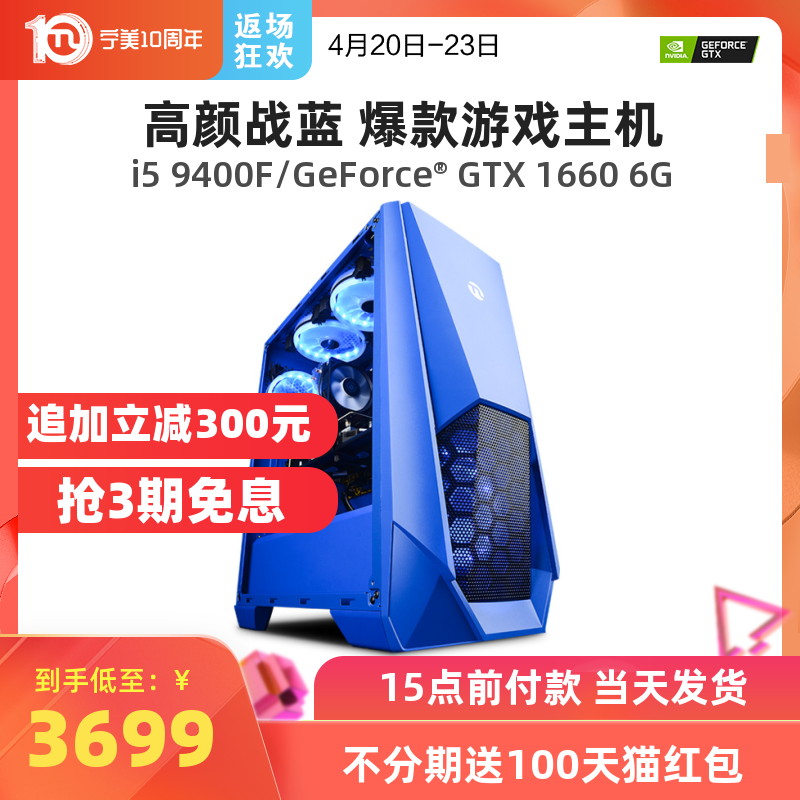 宁美10周年
返场
狂欢
4月20日-23日
NVIDIA
GEFORCE
GTX
高颜战蓝 爆款游戏主机
i5 9400F/GeForce® GTX 1660 6G
追加立减300元
抢3期免息
到手低至：¥
3699
15点前付款 当天发货
不分期送100天猫红包